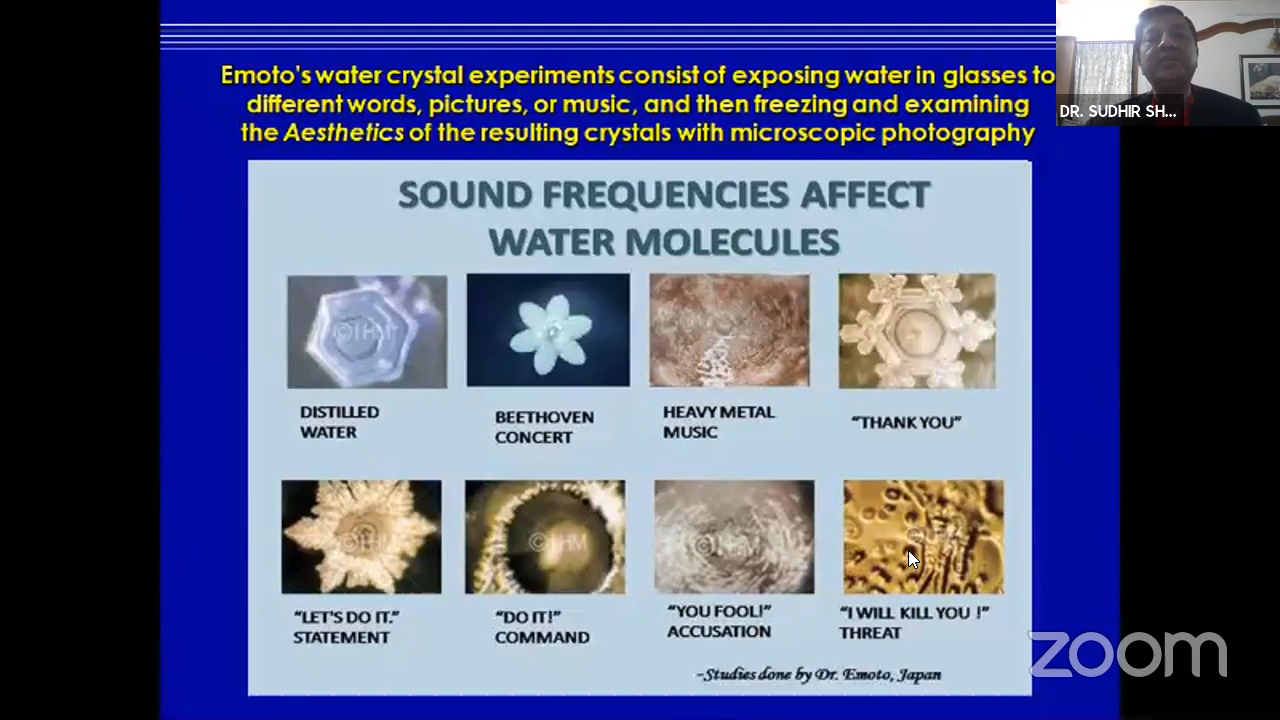 Emoto's water crystal experiments consist of exposing water in glasses to
different words, pictures, or music, and then freezing and examining
the Aesthetics of the resulting crystals with microscopic photography
DR. SUDHIR SH...
SOUND FREQUENCIES AFFECT
WATER MOLECULES
©IHM
DISTILLED
WATER
BEETHOVEN
CONCERT
HEAVY METAL
MUSIC
“THANK YOU”
©IHM
“LET'S DO IT.”
STATEMENT
“DO IT!”
COMMAND
“YOU FOOL!”
ACCUSATION
“I WILL KILL YOU !”
THREAT
-Studies done by Dr. Emoto, Japan
zoom